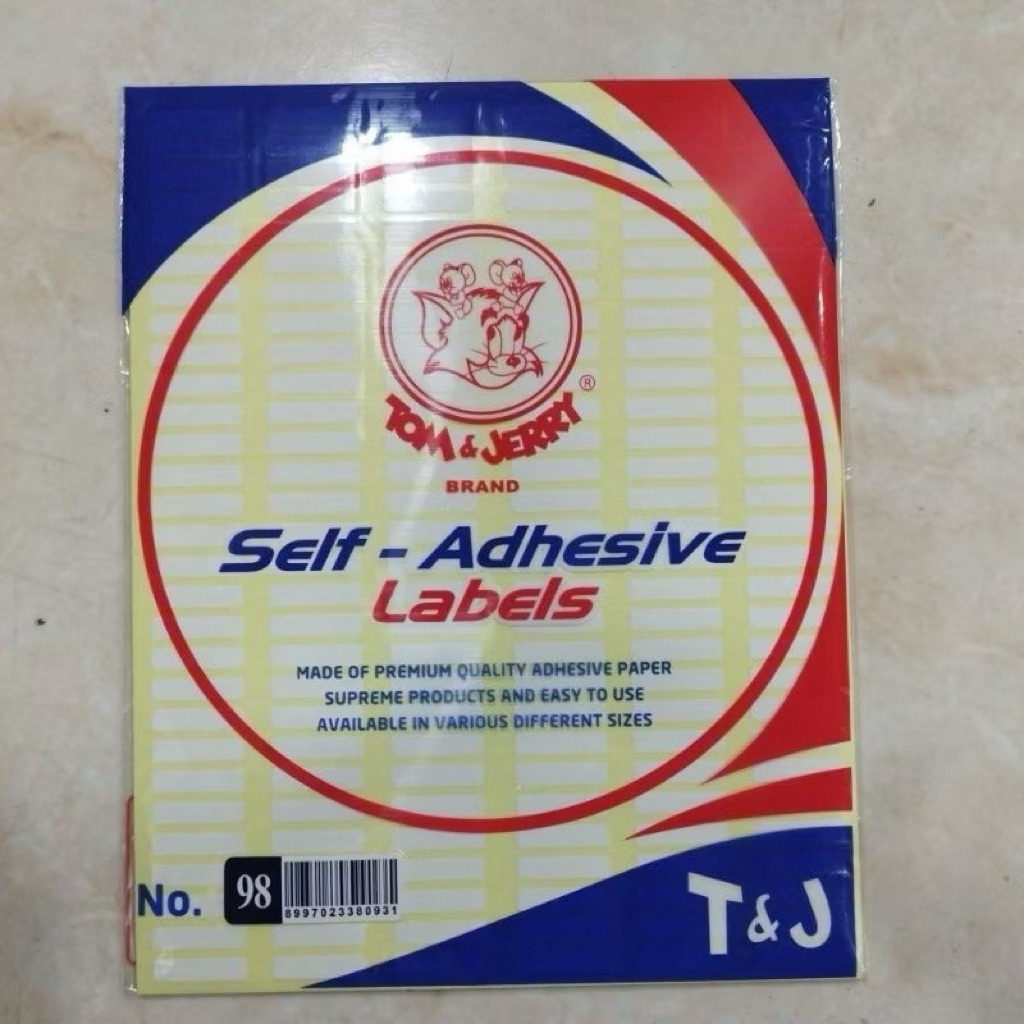 ®
TOM & JERRY
BRAND
Self - Adhesive
Labels
MADE OF PREMIUM QUALITY ADHESIVE PAPER
SUPREME PRODUCTS AND EASY TO USE
AVAILABLE IN VARIOUS DIFFERENT SIZES
No. 98
8997023380931
T & J